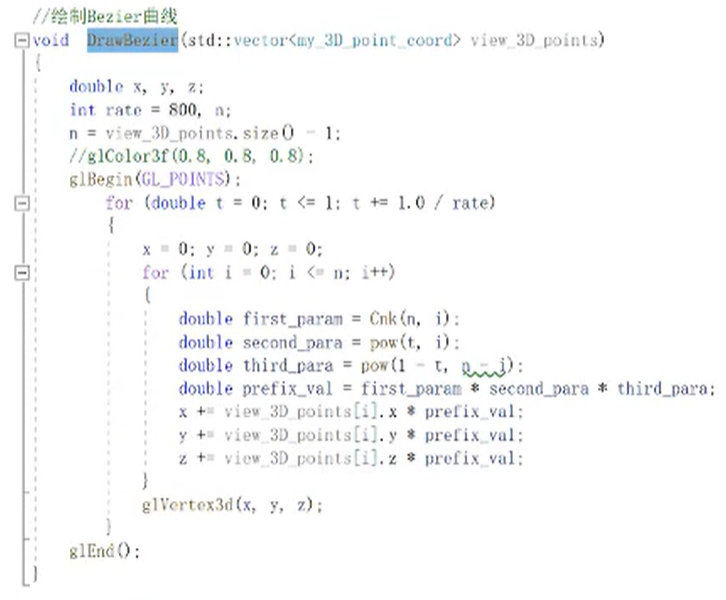 //绘制Bezier曲线
void DrawBezier(std::vector<my_3D_point_coord> view_3D_points)
{
double x, y, z;
int rate = 800, n;
n = view_3D_points.size() - 1;
//glColor3f(0.8, 0.8, 0.8);
glBegin(GL_POINTS);
for (double t = 0; t <= 1; t += 1.0 / rate)
{
x = 0; y = 0; z = 0;
for (int i = 0; i <= n; i++)
{
double first_param = Cnk(n, i);
double second_para = pow(t, i);
double third_para = pow(1 - t, n - i);
double prefix_val = first_param * second_para * third_para;
x += view_3D_points[i].x * prefix_val;
y += view_3D_points[i].y * prefix_val;
z += view_3D_points[i].z * prefix_val;
}
glVertex3d(x, y, z);
}
glEnd();
}